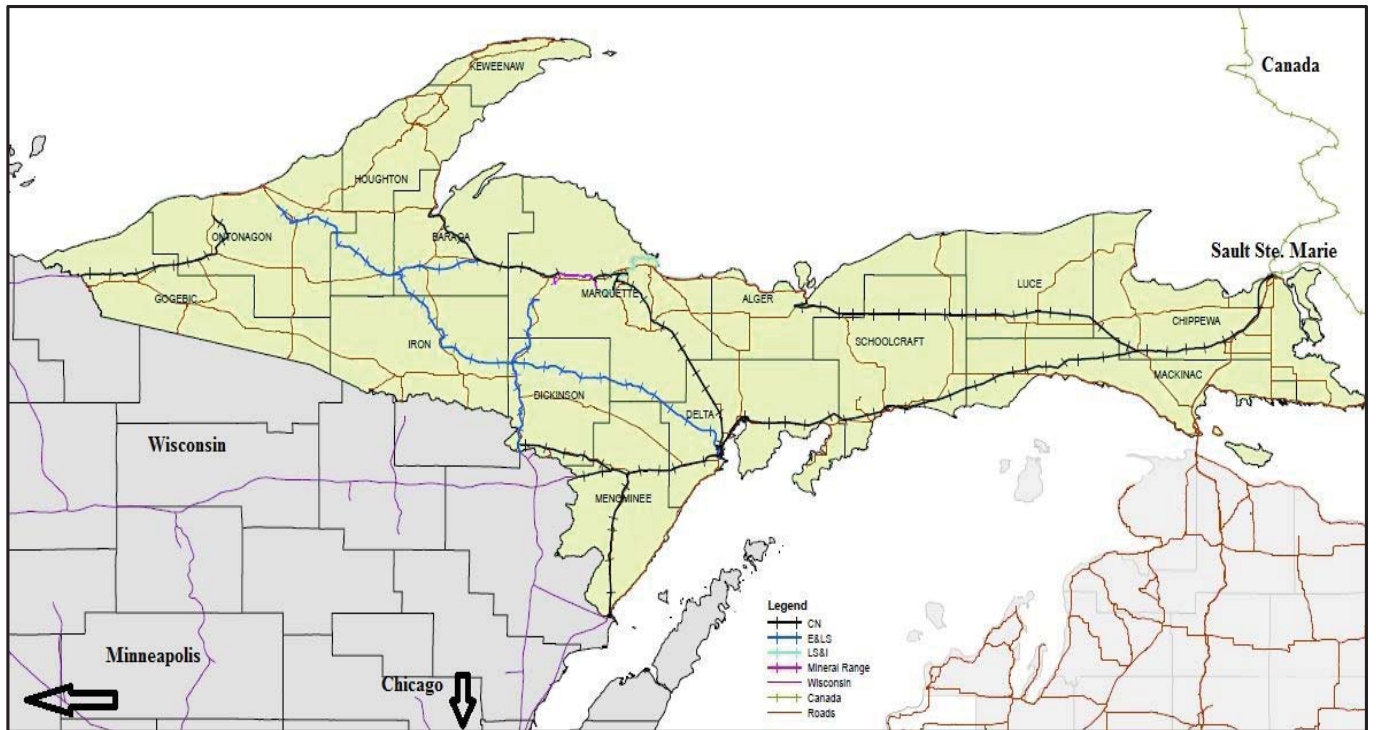 Canada
KEWEENAW
HOUGHTON
ONTONAGON
BARAGA
Sault Ste. Marie
GOGEBIC
MARQUETTE
ALGER
LUCE
CHIPPEWA
IRON
SCHOOLCRAFT
MACKINAC
DICKINSON
DELTA
Wisconsin
MENOMINEE
Minneapolis
Chicago
Legend
CN
E&LS
LS&I
Mineral Range
Wisconsin
Canada
Roads